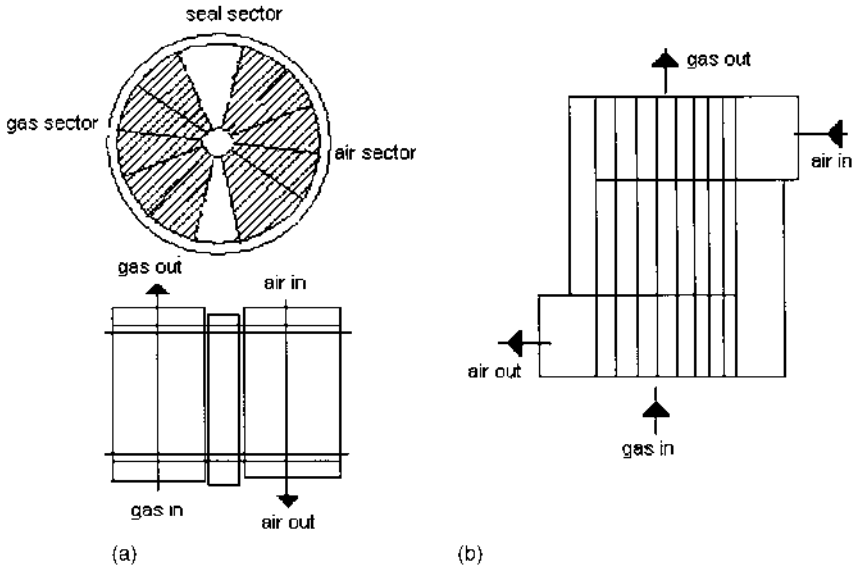 seal sector
gas sector
air sector
gas out
air in
gas in
air out
(a)
gas out
air in
air out
gas in
(b)